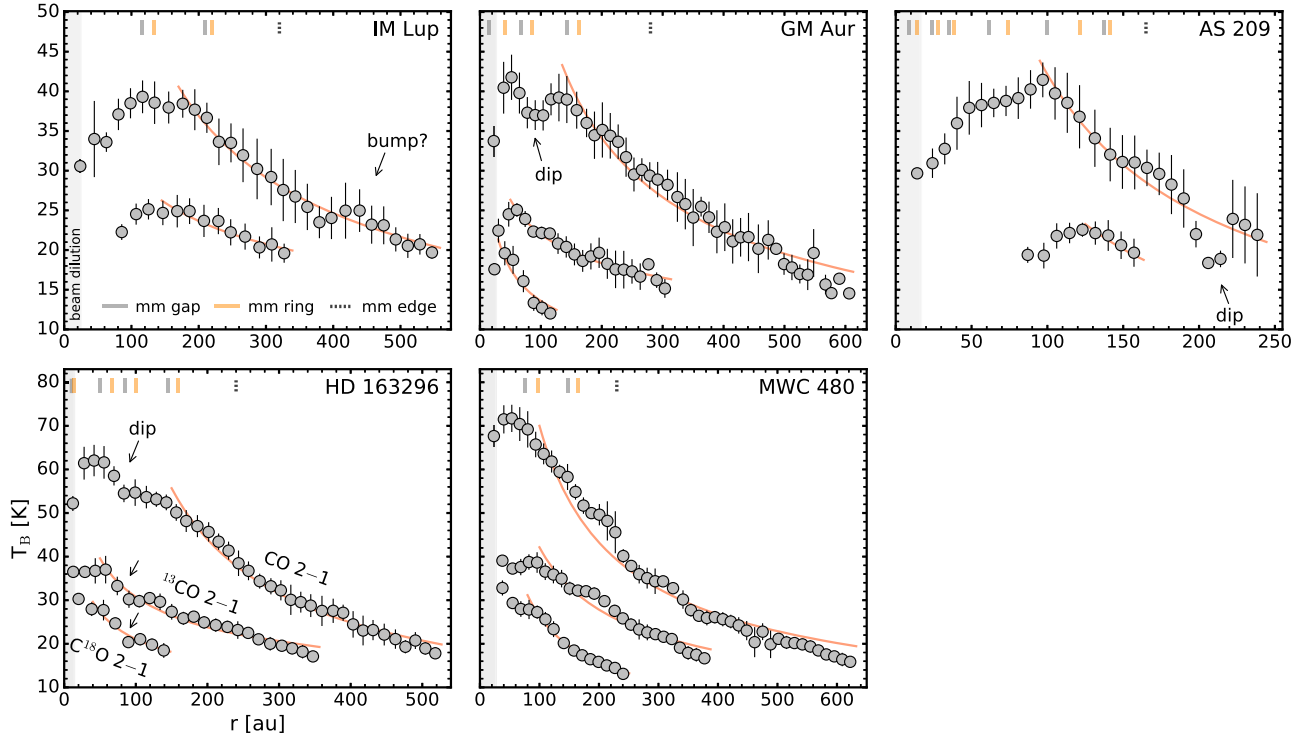 IM Lup
GM Aur
AS 209
50
45
40
35
30
25
20
15
10
bump?
dip
dip
beam dilution
mm gap
mm ring
mm edge
0 100 200 300 400 500
0 100 200 300 400 500 600
0 50 100 150 200 250
HD 163296
MWC 480
80
70
60
50
40
30
20
10
T_B [K]
dip
CO 2−1
¹³CO 2−1
C¹⁸O 2−1
0 100 200 300 400 500
0 100 200 300 400 500 600
r [au]